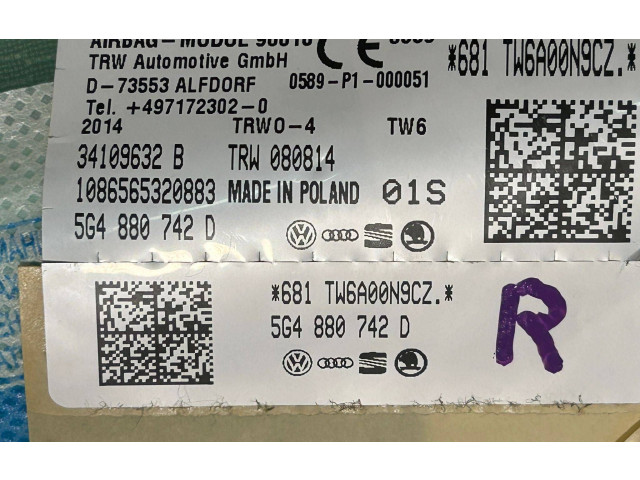 AIRBAG-MODUL
TRW Automotive GmbH
D-73553 ALFDORF
0589-P1-000051
Tel. +497172302-0
2014 TRWO-4 TW6
*681 TW6A00N9CZ.*
34109632 B TRW 080814
1086565320883 MADE IN POLAND 01S
5G4 880 742 D
*681 TW6A00N9CZ.*
5G4 880 742 D
R